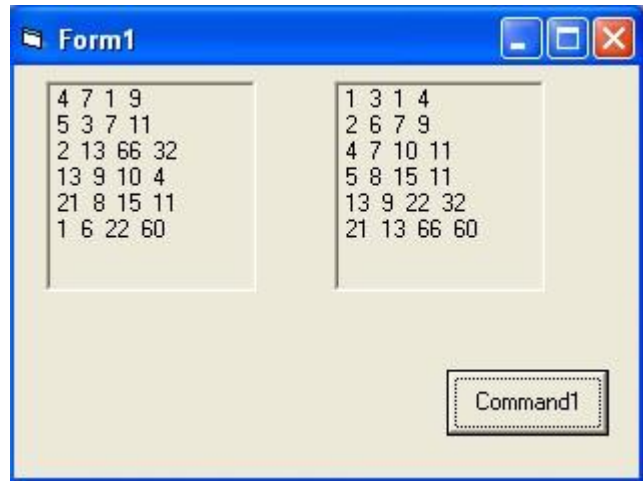 Form1
4 7 1 9
5 3 7 11
2 13 66 32
13 9 10 4
21 8 15 11
1 6 22 60
1 3 1 4
2 6 7 9
4 7 10 11
5 8 15 11
13 9 22 32
21 13 66 60
Command1